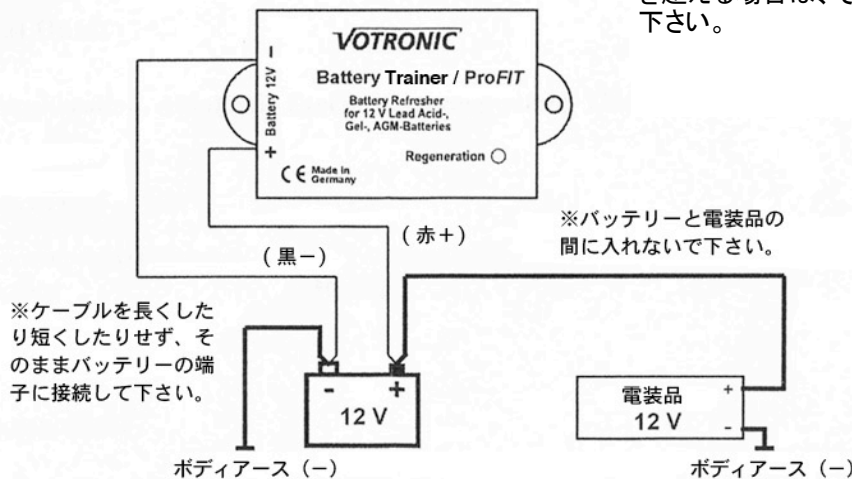 下さい。
VOTRONIC
Battery Trainer / ProFIT
Battery Refresher
for 12 V Lead Acid-,
Gel-, AGM-Batteries
Regeneration
+ Battery 12V −
CE Made in
Germany
(赤+)
(黒−)
※バッテリーと電装品の
間に入れないで下さい。
※ケーブルを長くした
り短くしたりせず、そ
のままバッテリーの端
子に接続して下さい。
- +
12 V
電装品 +
12 V -
ボディアース(−)
ボディアース(−)